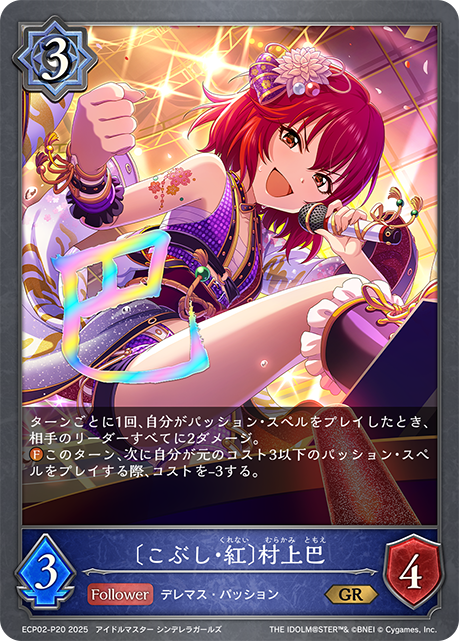 3
巴
ターンごとに1回、自分がパッション・スペルをプレイしたとき、
相手のリーダーすべてに2ダメージ。
Fこのターン、次に自分が元のコスト3以下のパッション・スペ
ルをプレイする際、コストを-3する。
くれない むらかみ ともえ
〔こぶし・紅〕村上巴
3
Follower デレマス・パッション GR
4
ECP02-P20 2025 アイドルマスター シンデレラガールズ THE IDOLM@STER™& ©BNEI © Cygames, Inc.